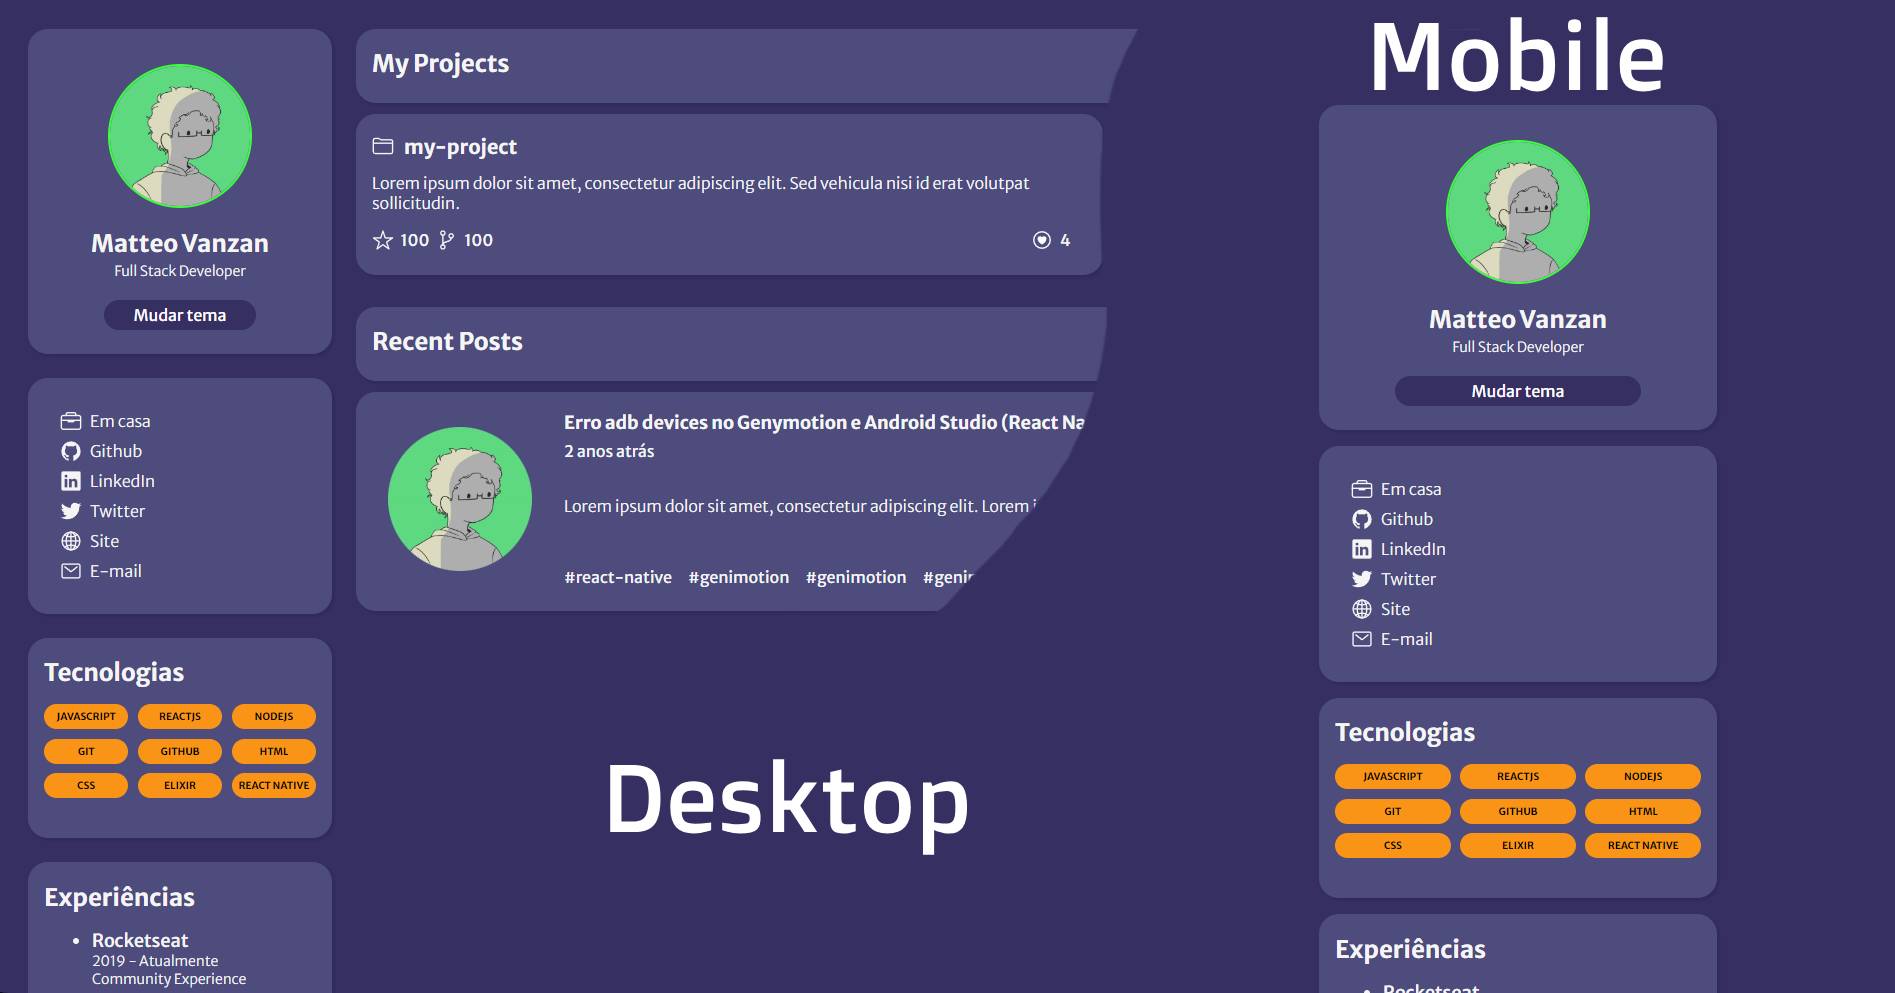 Matteo Vanzan
Full Stack Developer
Mudar tema
Em casa
Github
LinkedIn
Twitter
Site
E-mail
Tecnologias
JAVASCRIPT REACTJS NODEJS
GIT GITHUB HTML
CSS ELIXIR REACT NATIVE
Experiências
• Rocketseat
2019 - Atualmente
Community Experience
My Projects
my-project
Lorem ipsum dolor sit amet, consectetur adipiscing elit. Sed vehicula nisi id erat volutpat
sollicitudin.
100 100 4
Recent Posts
Erro adb devices no Genymotion e Android Studio (React Na
2 anos atrás
Lorem ipsum dolor sit amet, consectetur adipiscing elit. Lorem i
#react-native #genimotion #genimotion #genim
Desktop
Mobile
Matteo Vanzan
Full Stack Developer
Mudar tema
Em casa
Github
LinkedIn
Twitter
Site
E-mail
Tecnologias
JAVASCRIPT REACTJS NODEJS
GIT GITHUB HTML
CSS ELIXIR REACT NATIVE
Experiências
• Rocketseat